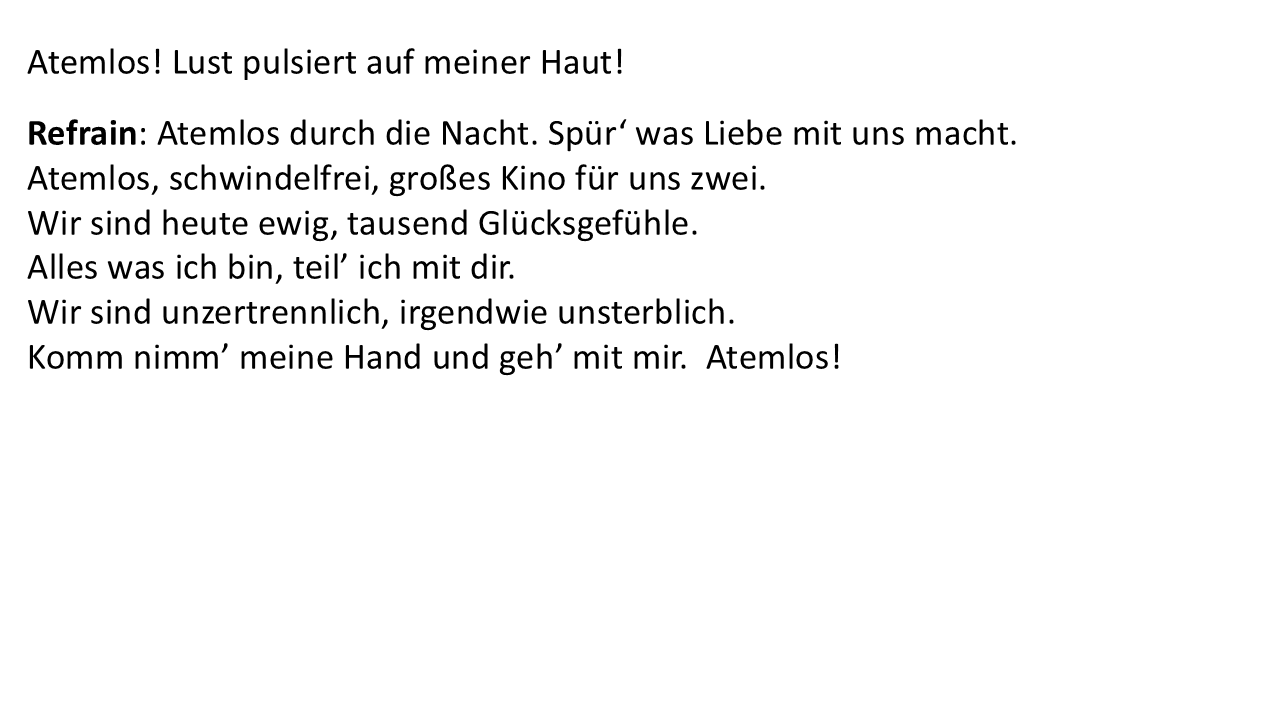 Atemlos! Lust pulsiert auf meiner Haut!
Refrain: Atemlos durch die Nacht. Spür‘ was Liebe mit uns macht.
Atemlos, schwindelfrei, großes Kino für uns zwei.
Wir sind heute ewig, tausend Glücksgefühle.
Alles was ich bin, teil’ ich mit dir.
Wir sind unzertrennlich, irgendwie unsterblich.
Komm nimm’ meine Hand und geh’ mit mir.  Atemlos!